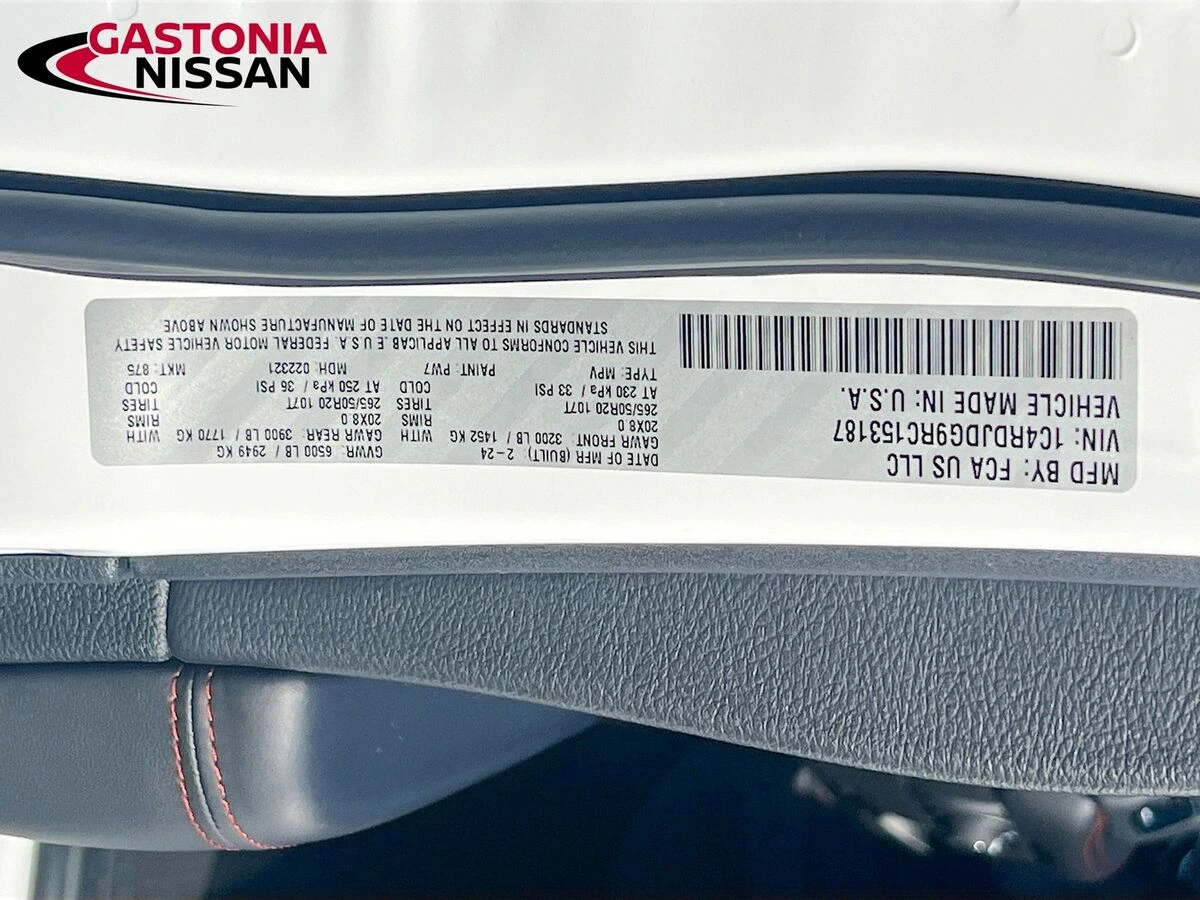 GASTONIA
NISSAN
MFD BY: FCA US LLC
VIN: 1C4RDJDG9RC153187
VEHICLE MADE IN: U.S.A.
DATE OF MFR (BUILT): 2-24 GVWR: 6500 LB / 2949 KG
GAWR FRONT: 3200 LB / 1452 KG WITH GAWR REAR: 3900 LB / 1770 KG WITH
20X8.0 RIMS 20X8.0 RIMS
265/50R20 107T TIRES 265/50R20 107T TIRES
AT 230 kPa / 33 PSI COLD AT 250 kPa / 36 PSI COLD
TYPE: MPV PAINT: PW7 MDH: 022321 MKT: 875
THIS VEHICLE CONFORMS TO ALL APPLICAB.E U.S.A. FEDERAL MOTOR VEHICLE SAFETY
STANDARDS IN EFFECT ON THE DATE OF MANUFACTURE SHOWN ABOVE